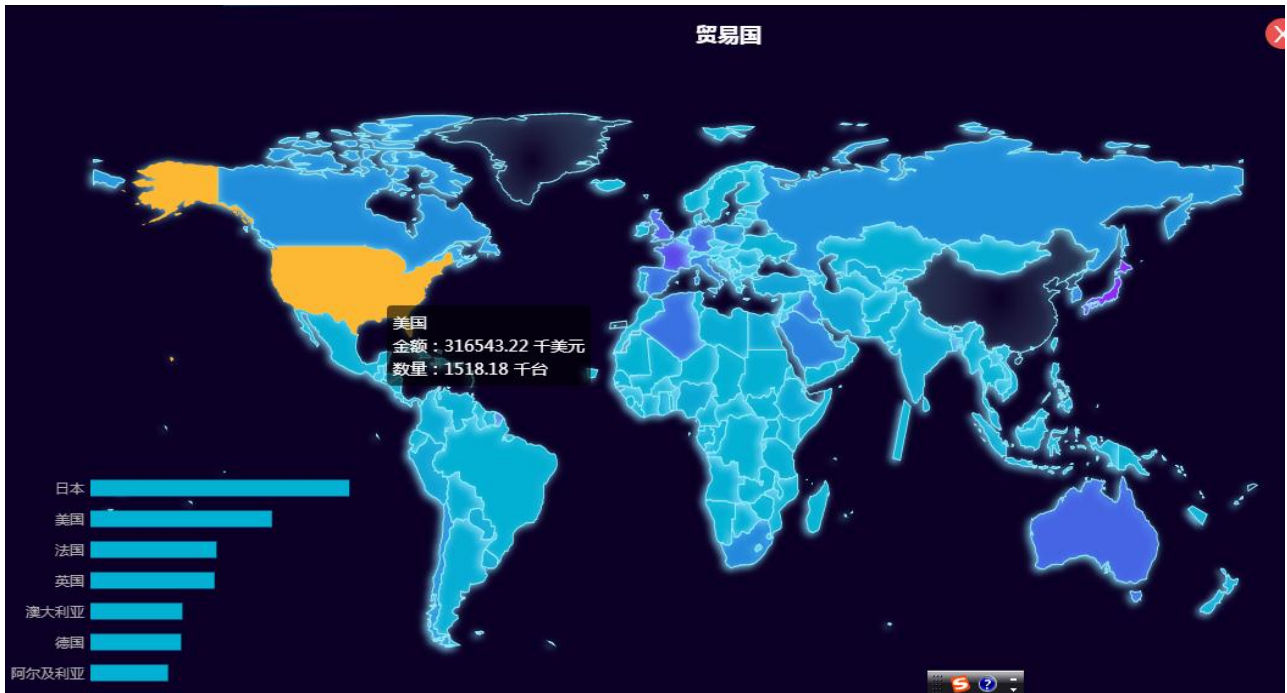 贸易国
美国
金额：316543.22 千美元
数量：1518.18 千台
日本
美国
法国
英国
澳大利亚
德国
阿尔及利亚